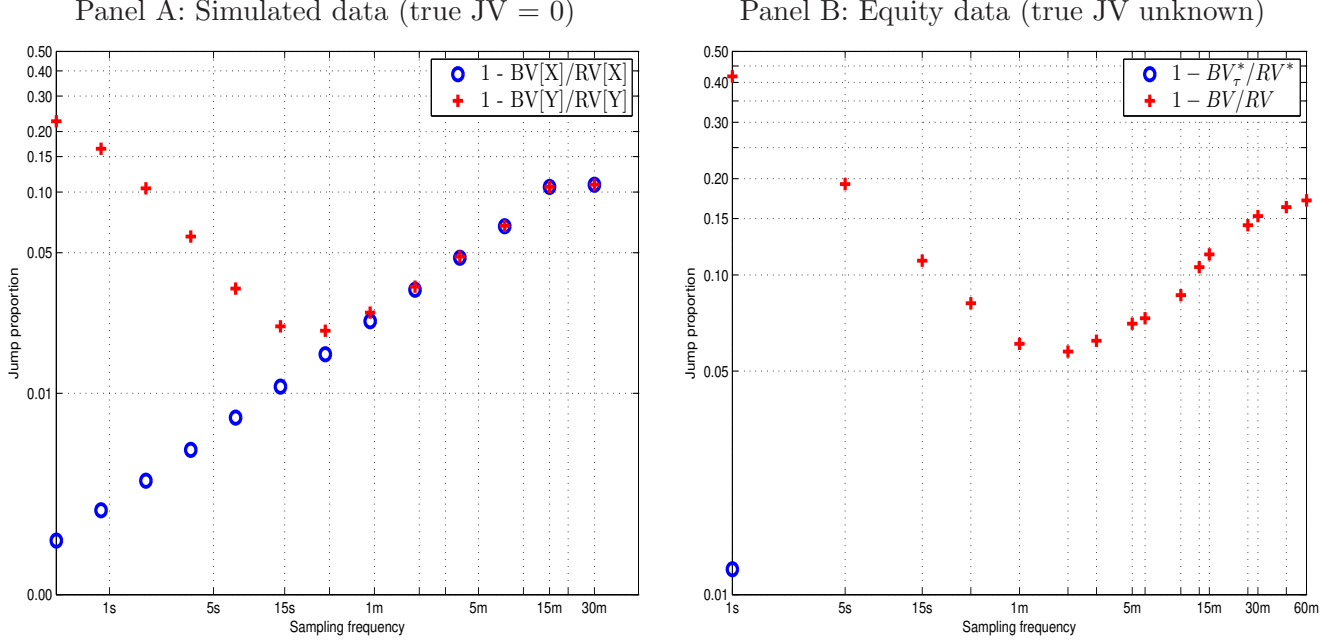 Panel A: Simulated data (true JV = 0)
0.50
0.40
0.30
0.20
0.15
0.10
0.05
0.01
0.00
Jump proportion
1 - BV[X]/RV[X]
1 - BV[Y]/RV[Y]
1s
5s
15s
1m
5m
15m
30m
Sampling frequency
Panel B: Equity data (true JV unknown)
0.50
0.40
0.30
0.20
0.15
0.10
0.05
0.01
Jump proportion
1 − BV*τ/RV*
1 − BV/RV
1s
5s
15s
1m
5m
15m
30m
60m
Sampling frequency